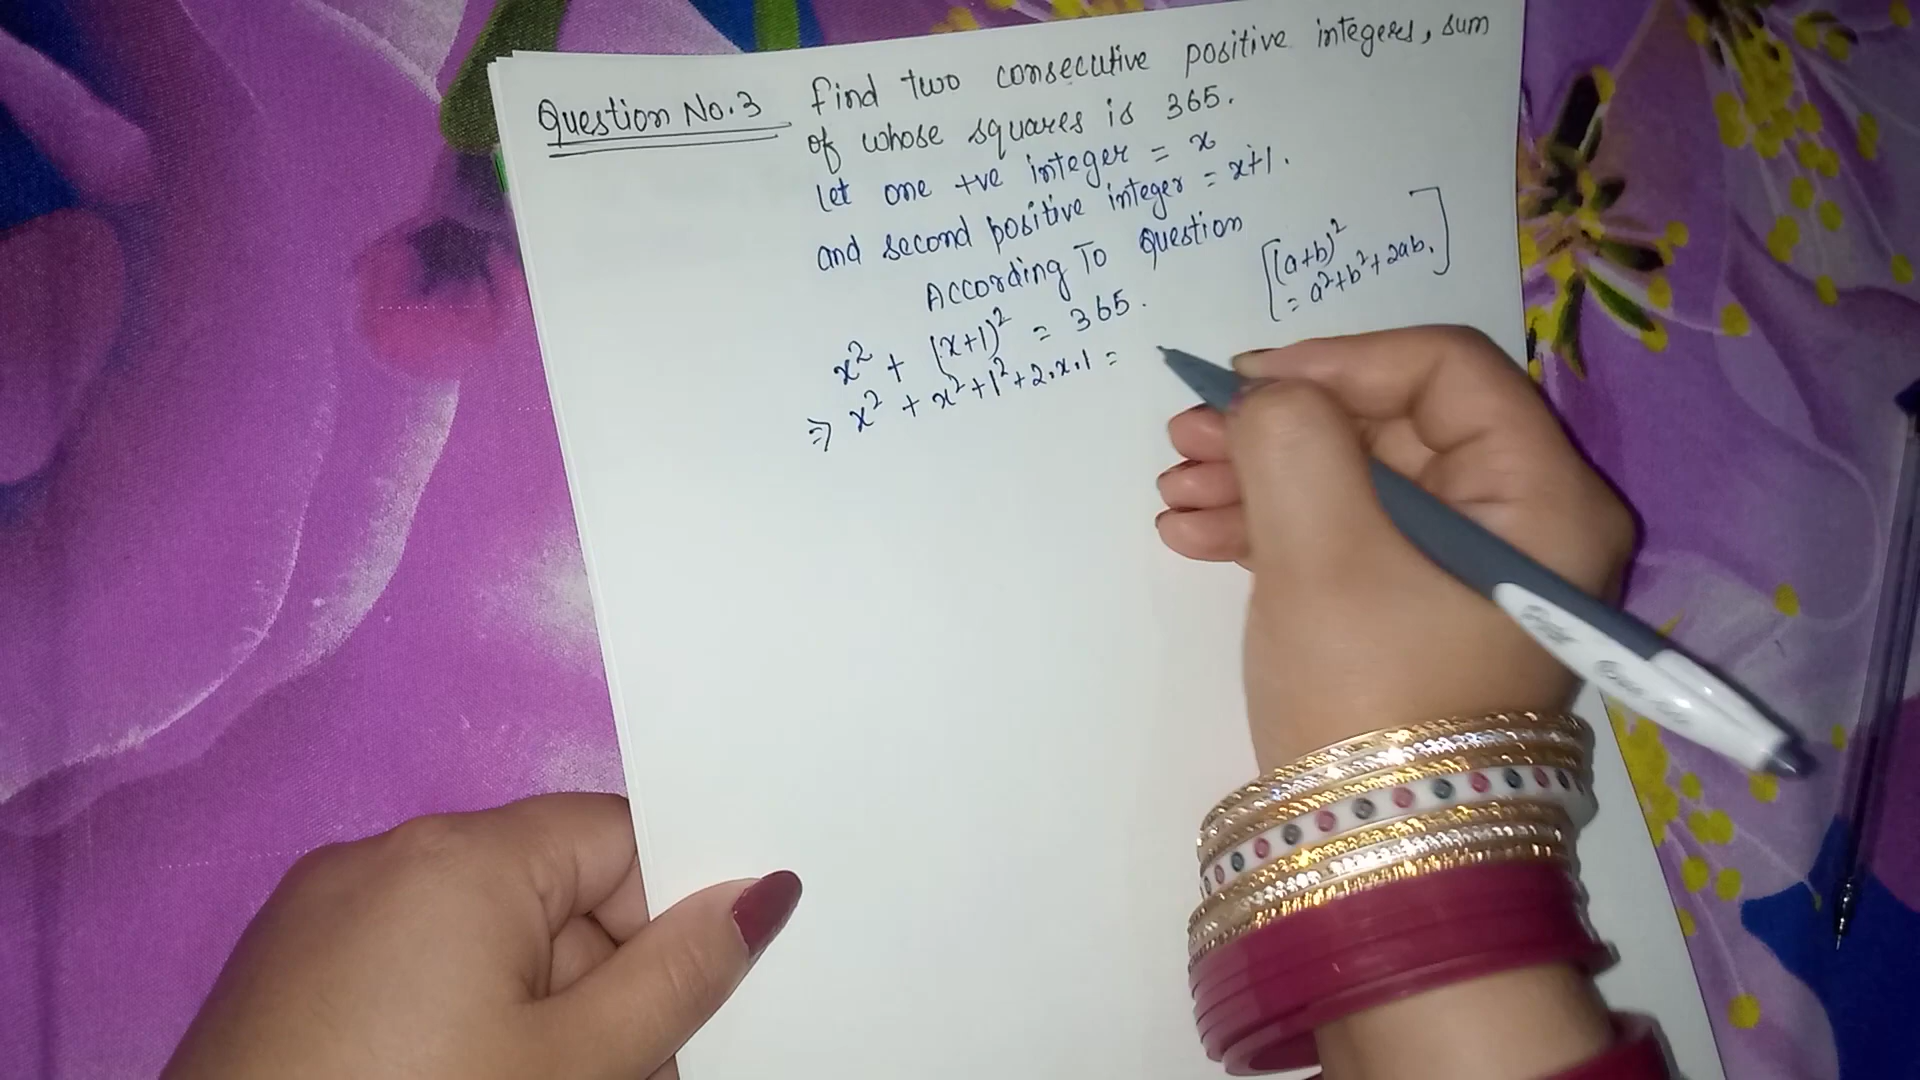 Question No.3 find two consecutive positive integers, sum
of whose squares is 365.
let one +ve integer = x
and second positive integer = x+1.
According To Question
[(a+b)²
= a²+b²+2ab.]
x² + (x+1)² = 365.
⇒ x² + x²+1²+2.x.1 =